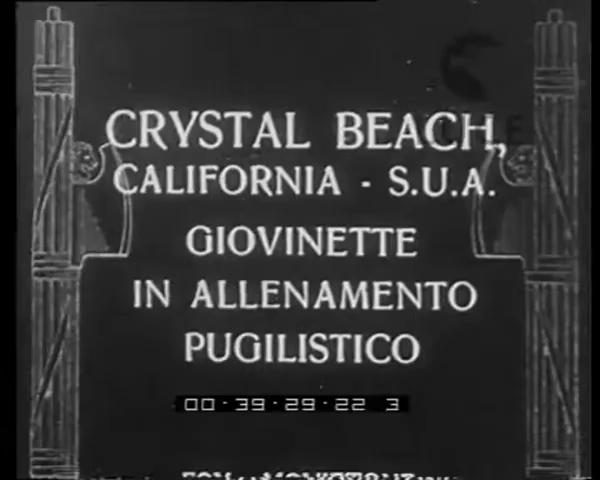 CRYSTAL BEACH,
CALIFORNIA - S.U.A.
GIOVINETTE
IN ALLENAMENTO
PUGILISTICO
00·39·29·22 3